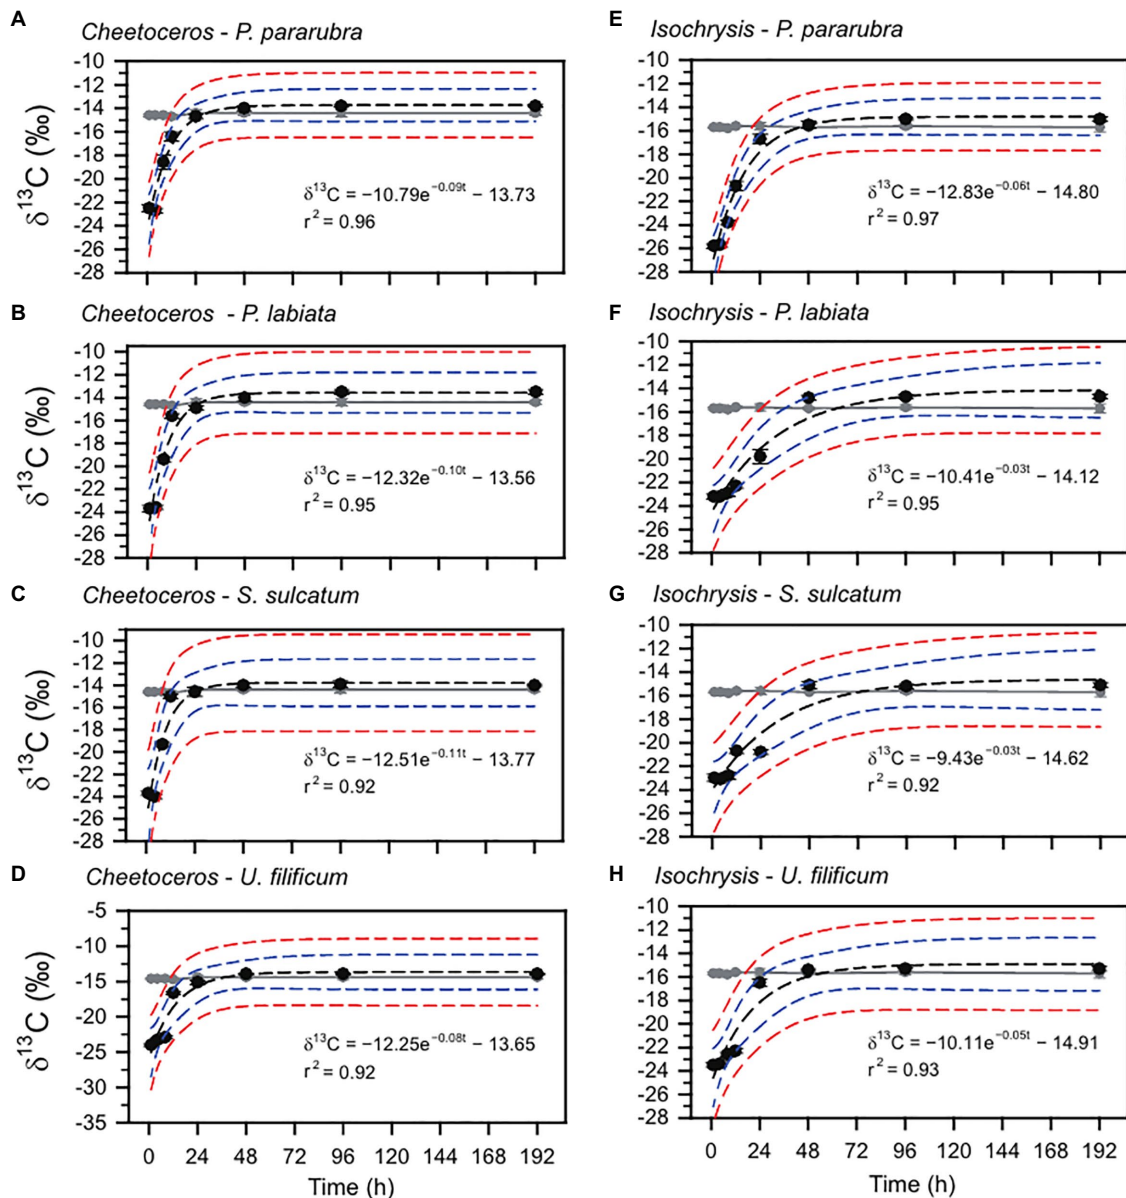 A
Cheetoceros - P. pararubra
-10
-12
-14
-16
-18
-20
-22
-24
-26
-28
δ13C (‰)
δ13C = −10.79e−0.09t − 13.73
r2 = 0.96
B
Cheetoceros - P. labiata
-10
-12
-14
-16
-18
-20
-22
-24
-26
-28
δ13C (‰)
δ13C = −12.32e−0.10t − 13.56
r2 = 0.95
C
Cheetoceros - S. sulcatum
-10
-12
-14
-16
-18
-20
-22
-24
-26
-28
δ13C (‰)
δ13C = −12.51e−0.11t − 13.77
r2 = 0.92
D
Cheetoceros - U. filificum
-5
-10
-15
-20
-25
-30
-35
δ13C (‰)
δ13C = −12.25e−0.08t − 13.65
r2 = 0.92
0 24 48 72 96 120 144 168 192
Time (h)
E
Isochrysis - P. pararubra
-10
-12
-14
-16
-18
-20
-22
-24
-26
-28
δ13C = −12.83e−0.06t − 14.80
r2 = 0.97
F
Isochrysis - P. labiata
-10
-12
-14
-16
-18
-20
-22
-24
-26
-28
δ13C = −10.41e−0.03t − 14.12
r2 = 0.95
G
Isochrysis - S. sulcatum
-10
-12
-14
-16
-18
-20
-22
-24
-26
-28
δ13C = −9.43e−0.03t − 14.62
r2 = 0.92
H
Isochrysis - U. filificum
-10
-12
-14
-16
-18
-20
-22
-24
-26
-28
δ13C = −10.11e−0.05t − 14.91
r2 = 0.93
0 24 48 72 96 120 144 168 192
Time (h)